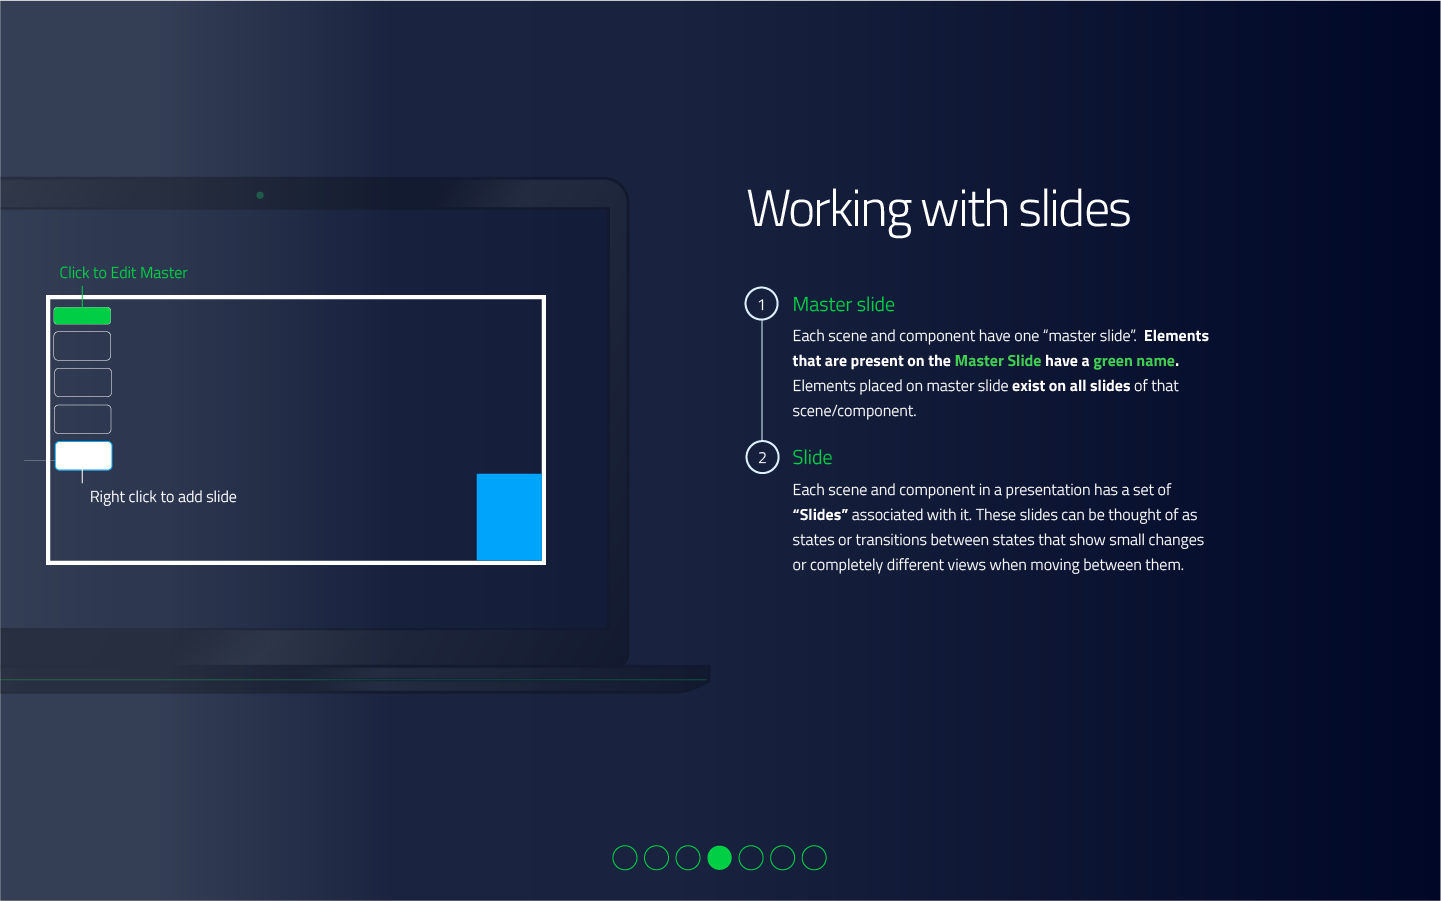 Working with slides
Click to Edit Master
Right click to add slide
1
Master slide
Each scene and component have one “master slide”. Elements
that are present on the Master Slide have a green name.
Elements placed on master slide exist on all slides of that
scene/component.
2
Slide
Each scene and component in a presentation has a set of
“Slides” associated with it. These slides can be thought of as
states or transitions between states that show small changes
or completely different views when moving between them.